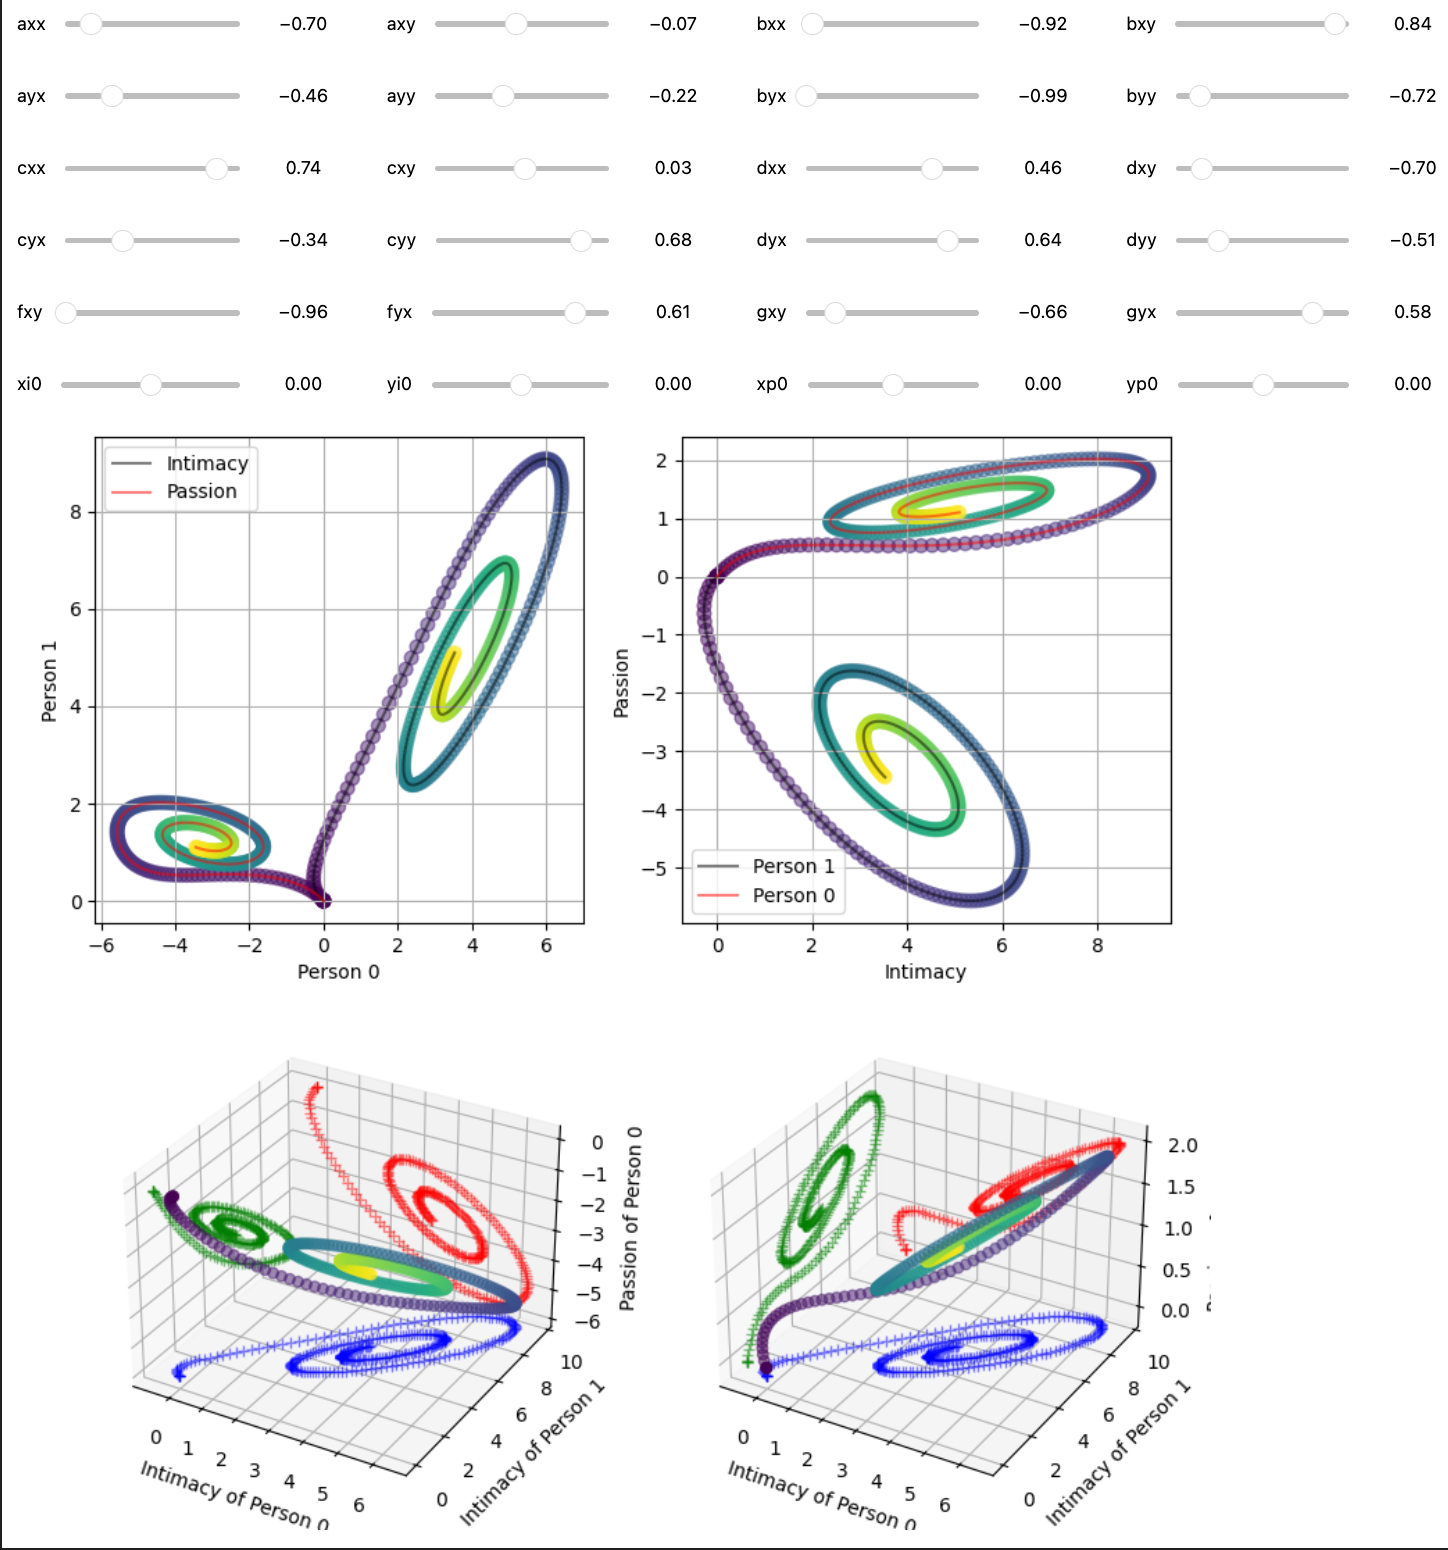 axx −0.70 axy −0.07 bxx −0.92 bxy 0.84
ayx −0.46 ayy −0.22 byx −0.99 byy −0.72
cxx 0.74 cxy 0.03 dxx 0.46 dxy −0.70
cyx −0.34 cyy 0.68 dyx 0.64 dyy −0.51
fxy −0.96 fyx 0.61 gxy −0.66 gyx 0.58
xi0 0.00 yi0 0.00 xp0 0.00 yp0 0.00
Intimacy
Passion
8
6
4
2
0
Person 1
−6 −4 −2 0 2 4 6
Person 0
2
1
0
−1
−2
−3
−4
−5
Passion
Person 1
Person 0
0 2 4 6 8
Intimacy
0
−1
−2
−3
−4
−5
−6
Passion of Person 0
10
8
6
4
2
0
Intimacy of Person 1
0 1 2 3 4 5 6
Intimacy of Person 0
2.0
1.5
1.0
0.5
0.0
10
8
6
4
2
0
Intimacy of Person 1
0 1 2 3 4 5 6
Intimacy of Person 0